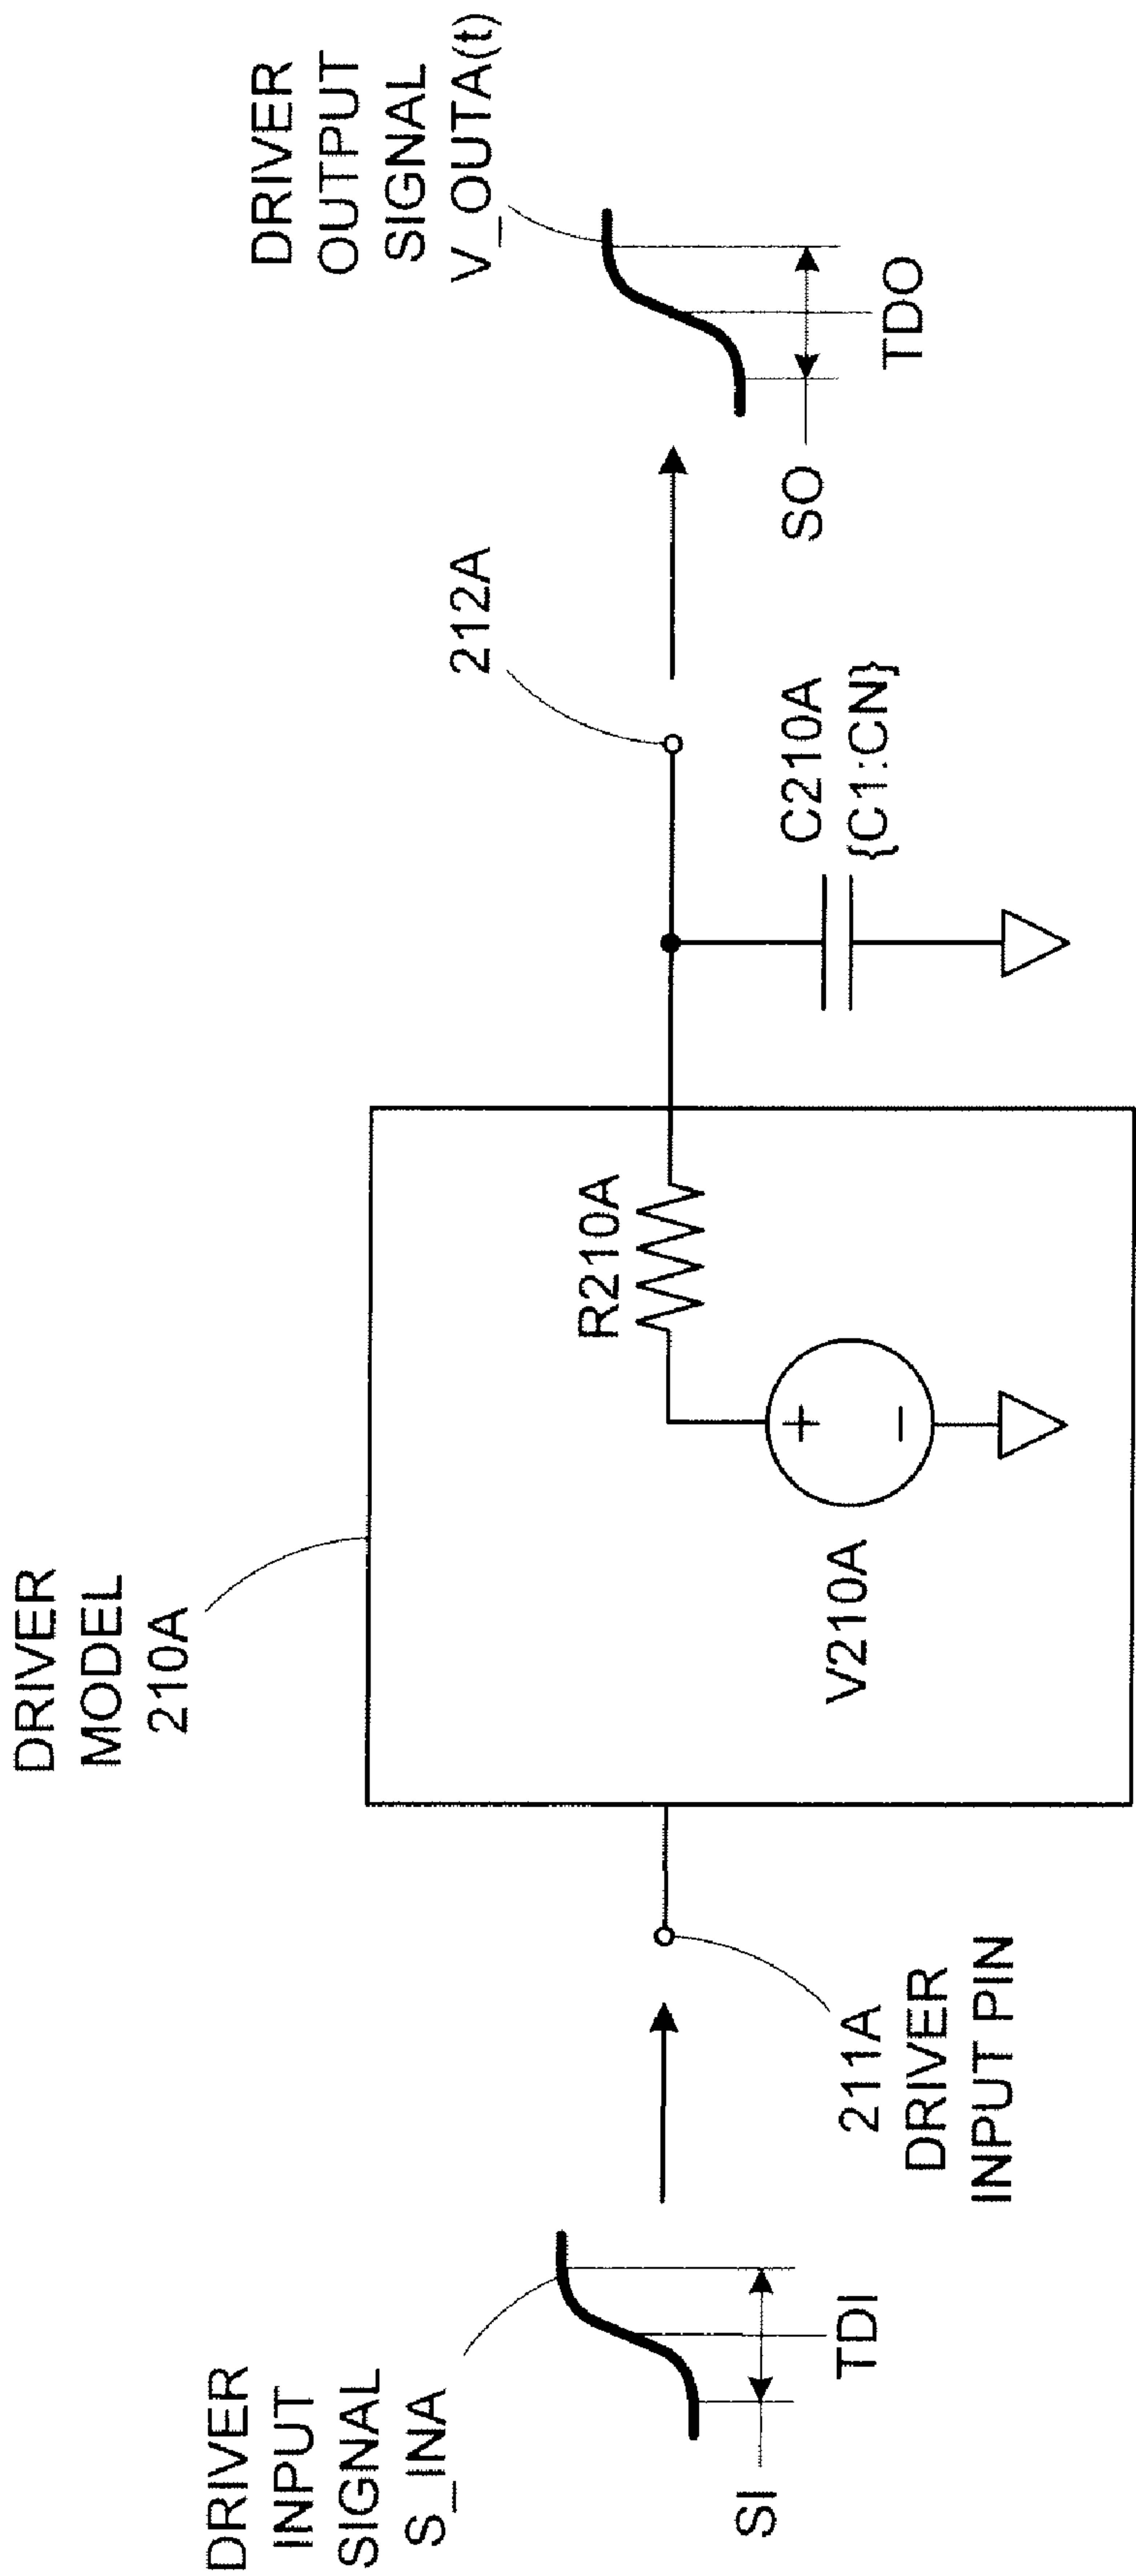 DRIVER
INPUT
SIGNAL
S_INA
SI
TDI
211A
DRIVER
INPUT PIN
DRIVER
MODEL
210A
V210A
+
–
R210A
C210A
{C1:CN}
212A
SO
TDO
DRIVER
OUTPUT
SIGNAL
V_OUTA(t)